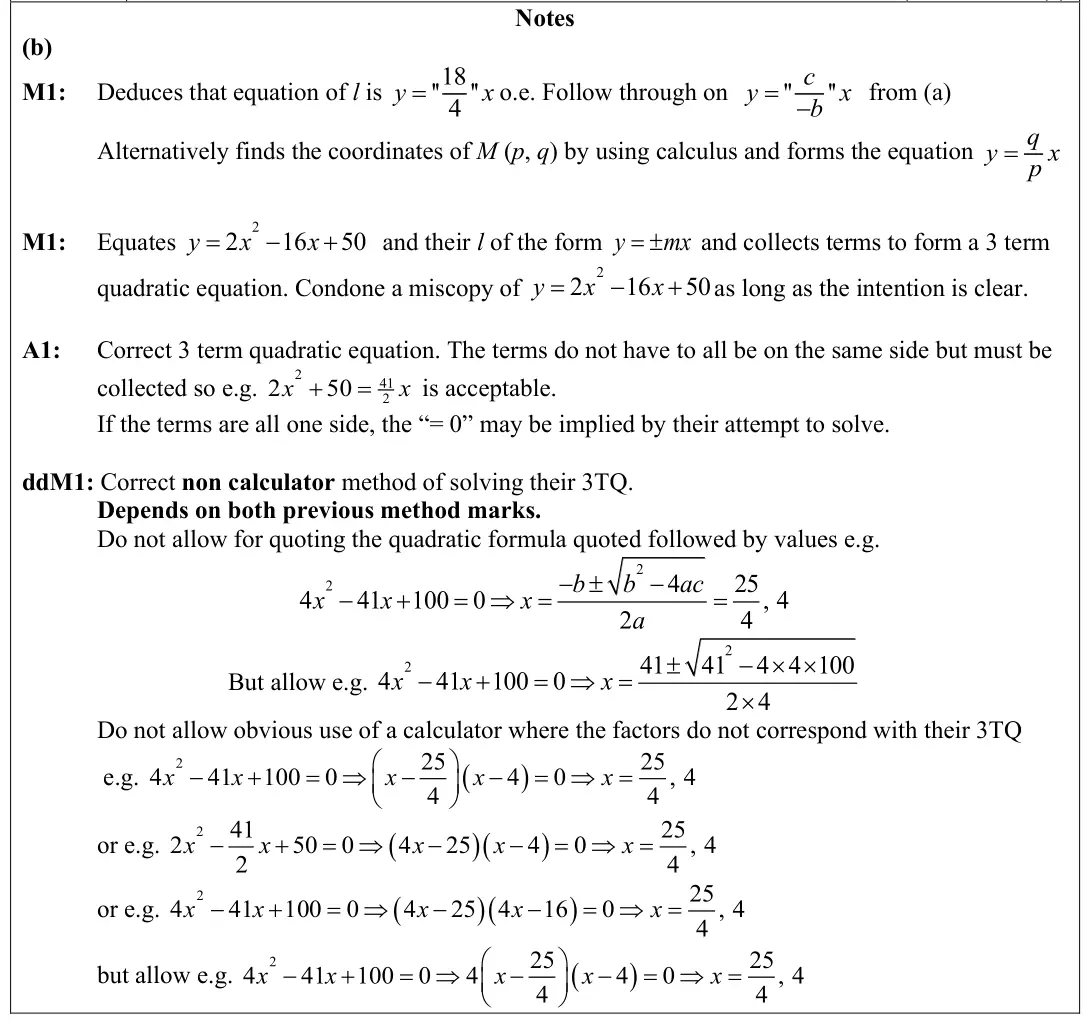 Notes
(b)
M1: Deduces that equation of l is y = "18/4" x o.e. Follow through on y = "c/−b" x from (a)
Alternatively finds the coordinates of M (p, q) by using calculus and forms the equation y = q/p x
M1: Equates y = 2x² − 16x + 50 and their l of the form y = ±mx and collects terms to form a 3 term
quadratic equation. Condone a miscopy of y = 2x² − 16x + 50 as long as the intention is clear.
A1: Correct 3 term quadratic equation. The terms do not have to all be on the same side but must be
collected so e.g. 2x² + 50 = 41/2 x is acceptable.
If the terms are all one side, the “= 0” may be implied by their attempt to solve.
ddM1: Correct non calculator method of solving their 3TQ.
Depends on both previous method marks.
Do not allow for quoting the quadratic formula quoted followed by values e.g.
4x² − 41x + 100 = 0 ⇒ x = (−b ± √(b² − 4ac))/2a = 25/4, 4
But allow e.g. 4x² − 41x + 100 = 0 ⇒ x = (41 ± √(41² − 4 × 4 × 100))/(2 × 4)
Do not allow obvious use of a calculator where the factors do not correspond with their 3TQ
e.g. 4x² − 41x + 100 = 0 ⇒ (x − 25/4)(x − 4) = 0 ⇒ x = 25/4, 4
or e.g. 2x² − 41/2 x + 50 = 0 ⇒ (4x − 25)(x − 4) = 0 ⇒ x = 25/4, 4
or e.g. 4x² − 41x + 100 = 0 ⇒ (4x − 25)(4x − 16) = 0 ⇒ x = 25/4, 4
but allow e.g. 4x² − 41x + 100 = 0 ⇒ 4(x − 25/4)(x − 4) = 0 ⇒ x = 25/4, 4